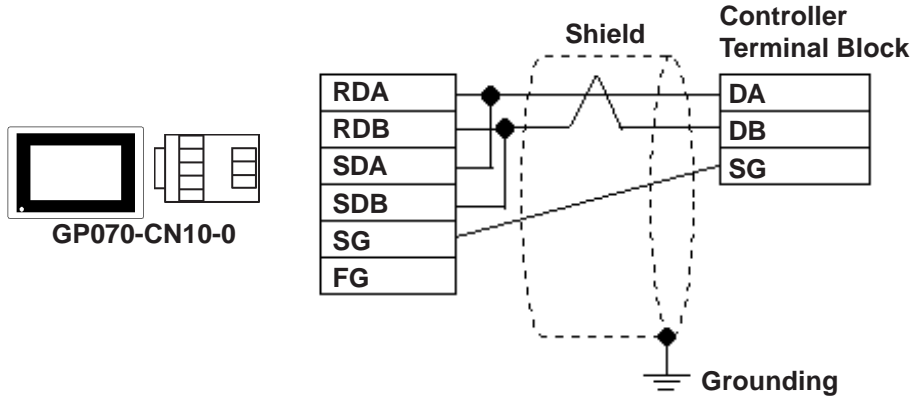 Controller
Terminal Block
Shield
RDA
RDB
SDA
SDB
SG
FG
DA
DB
SG
GP070-CN10-0
Grounding